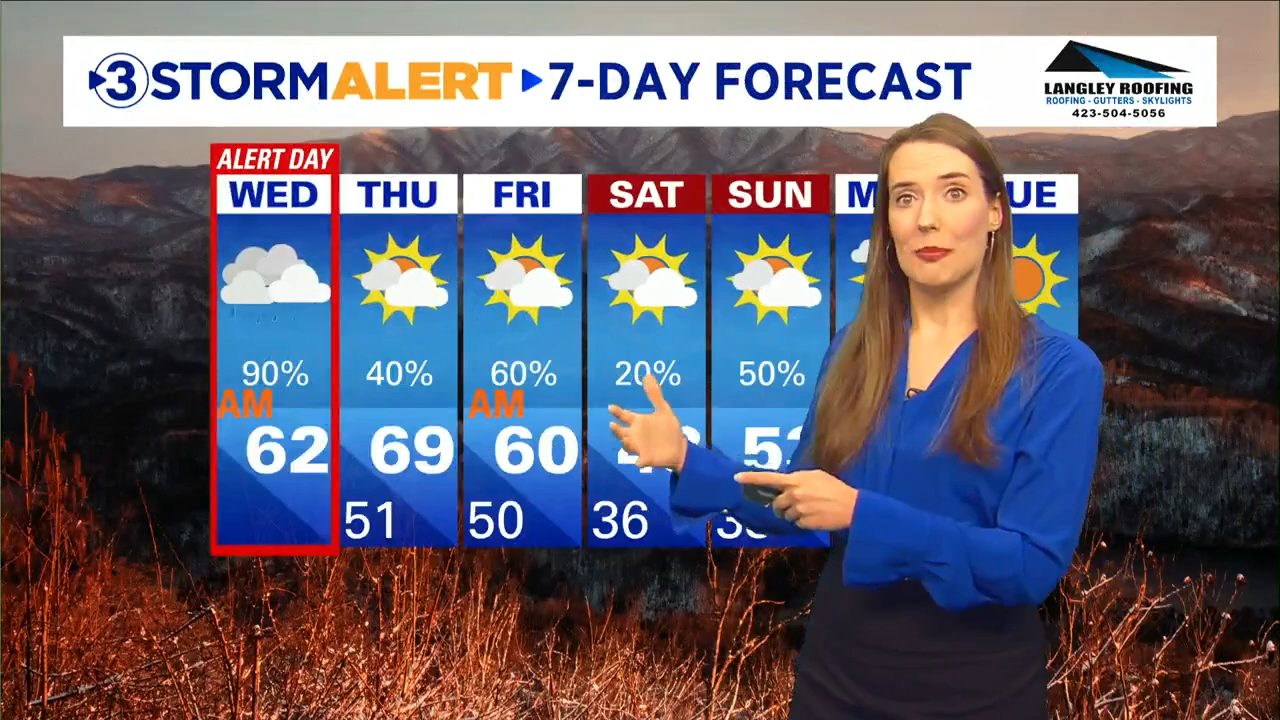 3 STORMALERT 7-DAY FORECAST
LANGLEY ROOFING
ROOFING - GUTTERS - SKYLIGHTS
423-504-5056
ALERT DAY
WED THU FRI SAT SUN
90% 40% 60% 20% 50%
AM AM
62 69 60
51 50 36